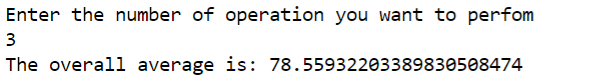 Enter the number of operation you want to perfom
3
The overall average is: 78.55932203389830508474